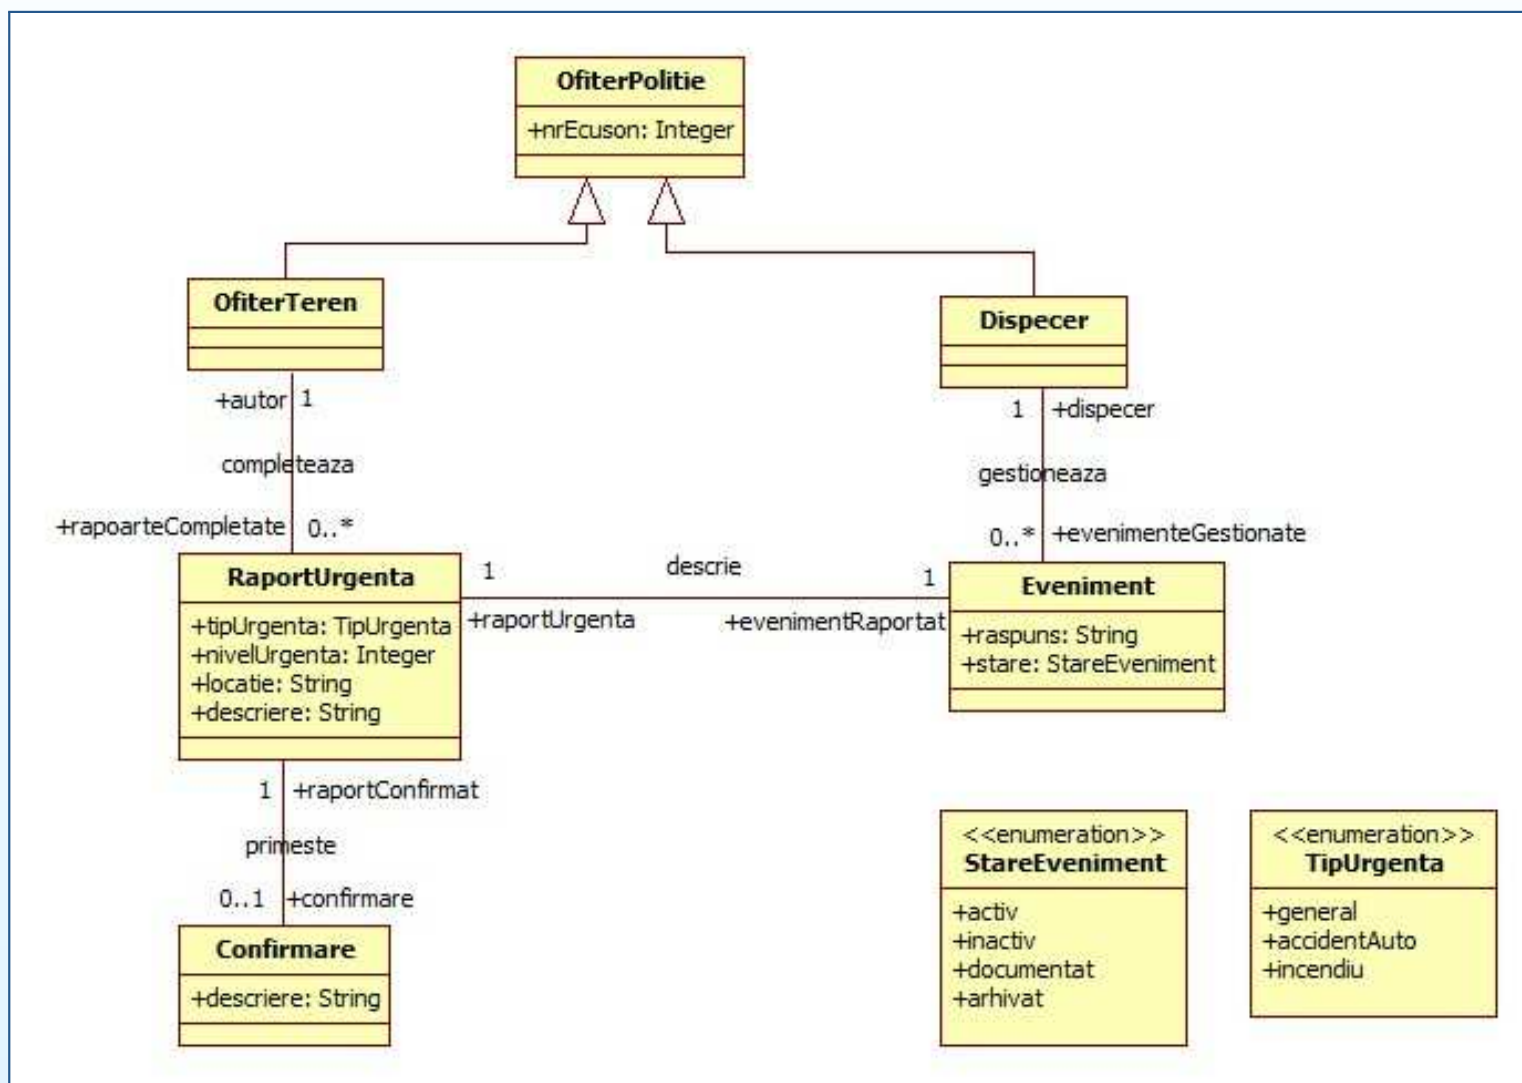 OfiterPolitie
+nrEcuson: Integer
OfiterTeren
Dispecer
+autor 1
1 +dispecer
completeaza
gestioneaza
+rapoarteCompletate 0..*
0..* +evenimenteGestionate
RaportUrgenta
+tipUrgenta: TipUrgenta
+nivelUrgenta: Integer
+locatie: String
+descriere: String
1 descrie 1
+raportUrgenta +evenimentRaportat
Eveniment
+raspuns: String
+stare: StareEveniment
1 +raportConfirmat
primeste
0..1 +confirmare
Confirmare
+descriere: String
<<enumeration>>
StareEveniment
+activ
+inactiv
+documentat
+arhivat
<<enumeration>>
TipUrgenta
+general
+accidentAuto
+incendiu